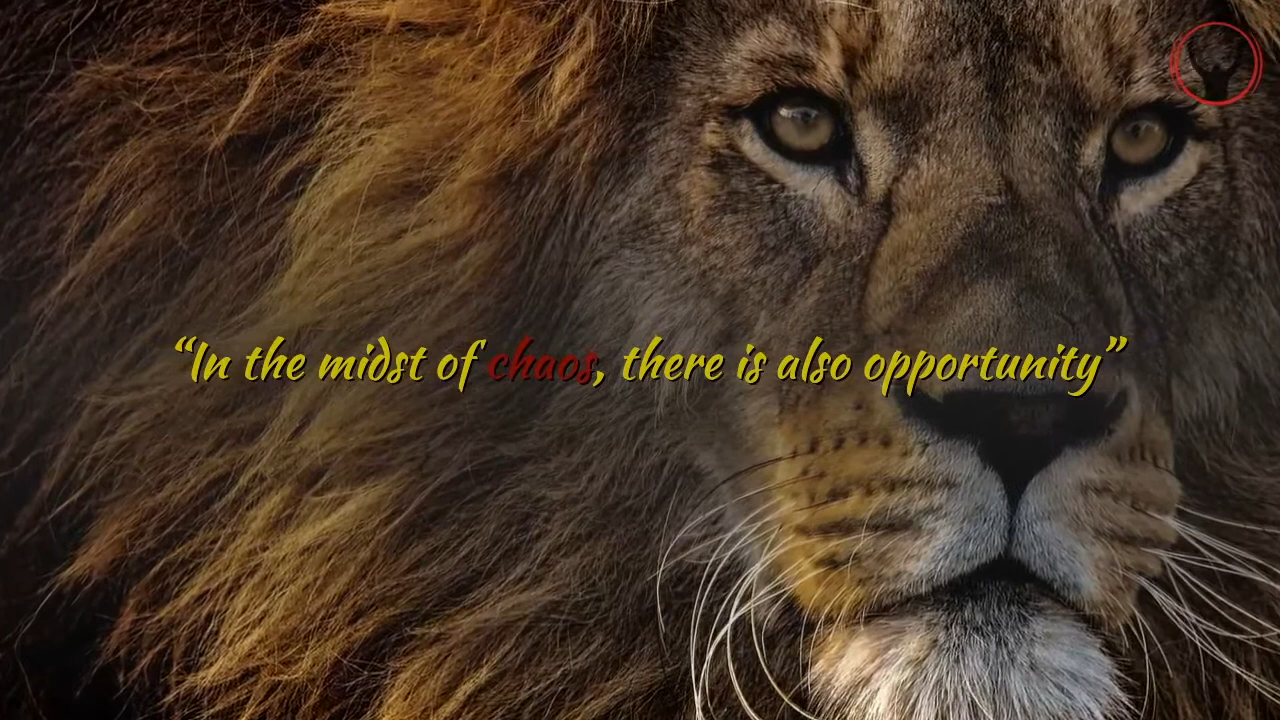 “In the midst of chaos, there is also opportunity”